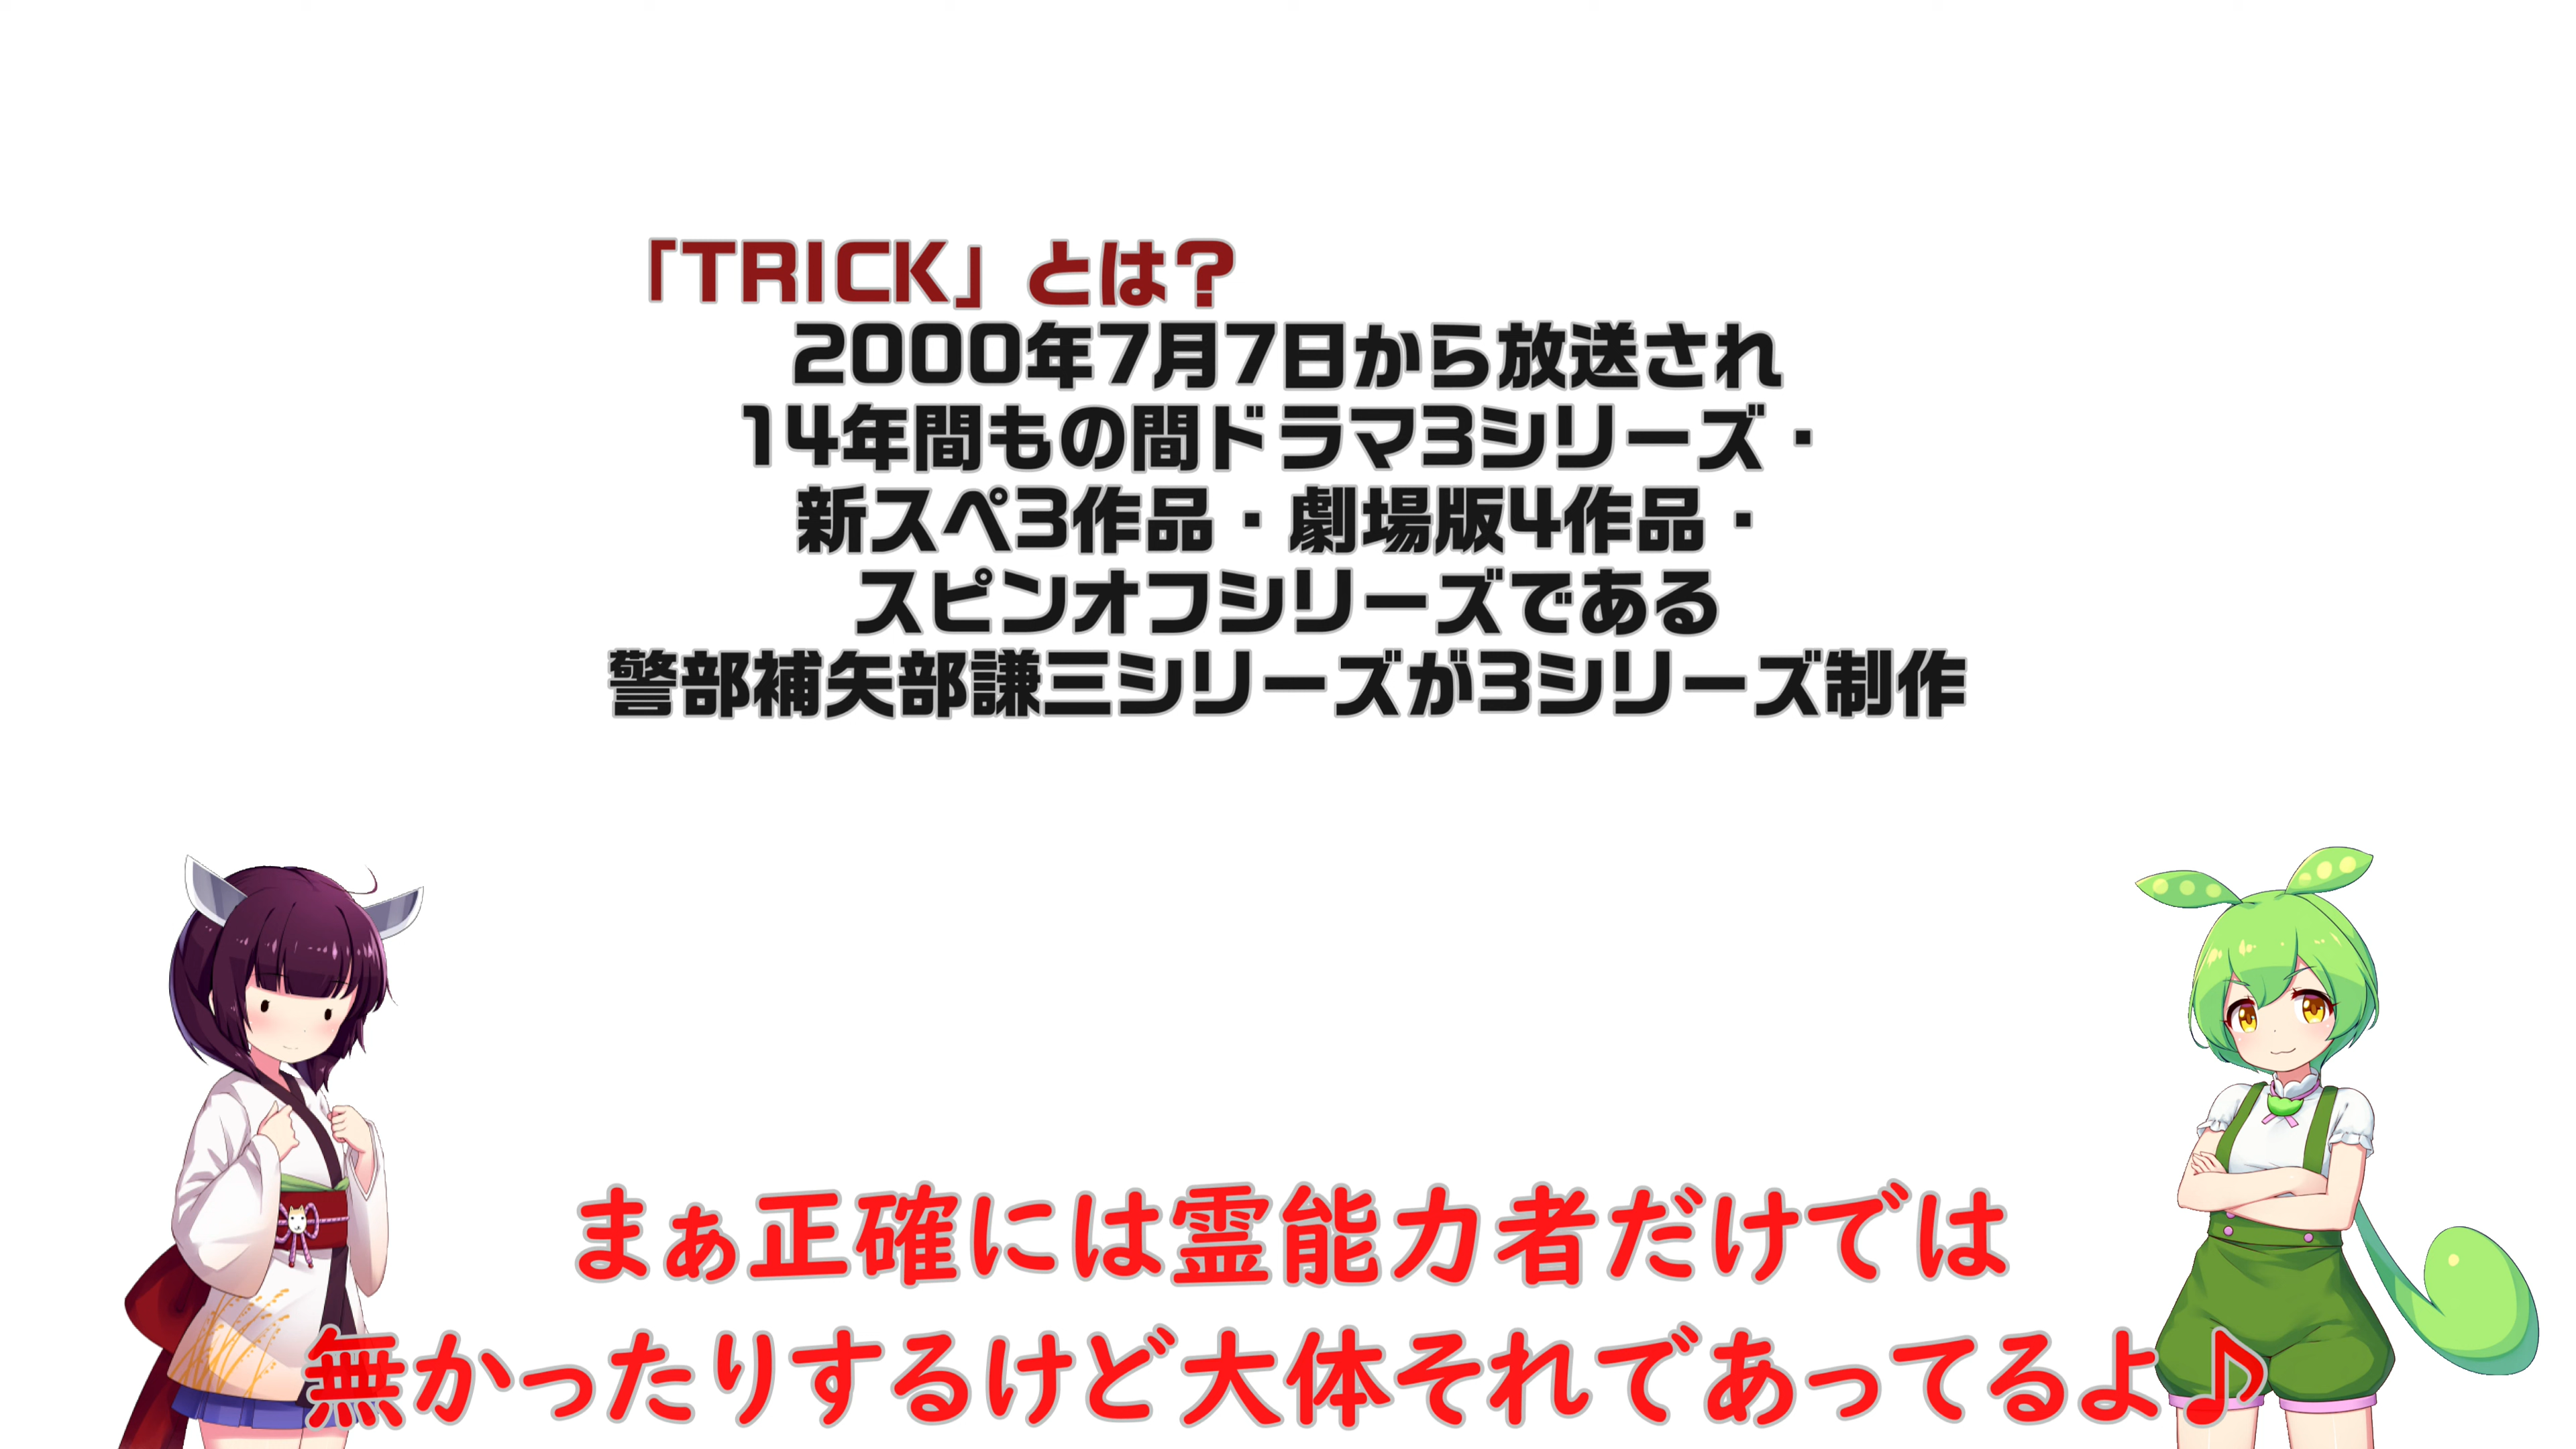 「TRICK」とは?
2000年7月7日から放送され
14年間もの間ドラマ3シリーズ・
新スペ3作品・劇場版4作品・
スピンオフシリーズである
警部補矢部謙三シリーズが3シリーズ制作
まぁ正確には霊能力者だけでは
無かったりするけど大体それであってるよ♪